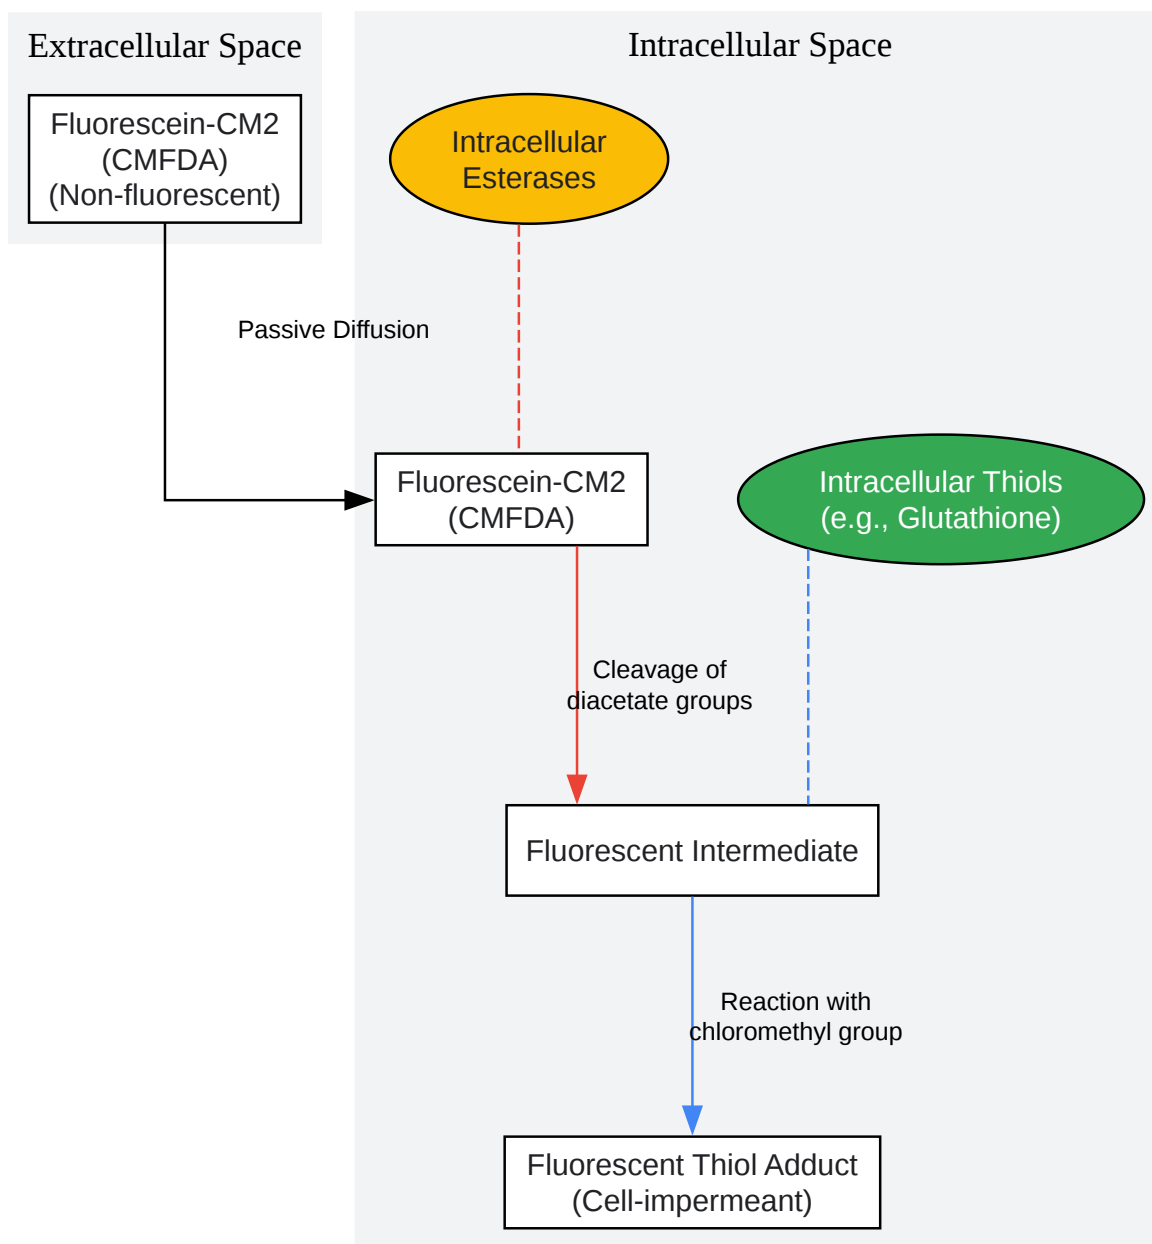 Extracellular Space
Intracellular Space
Fluorescein-CM2
(CMFDA)
(Non-fluorescent)
Intracellular
Esterases
Passive Diffusion
Fluorescein-CM2
(CMFDA)
Intracellular Thiols
(e.g., Glutathione)
Cleavage of
diacetate groups
Fluorescent Intermediate
Reaction with
chloromethyl group
Fluorescent Thiol Adduct
(Cell-impermeant)